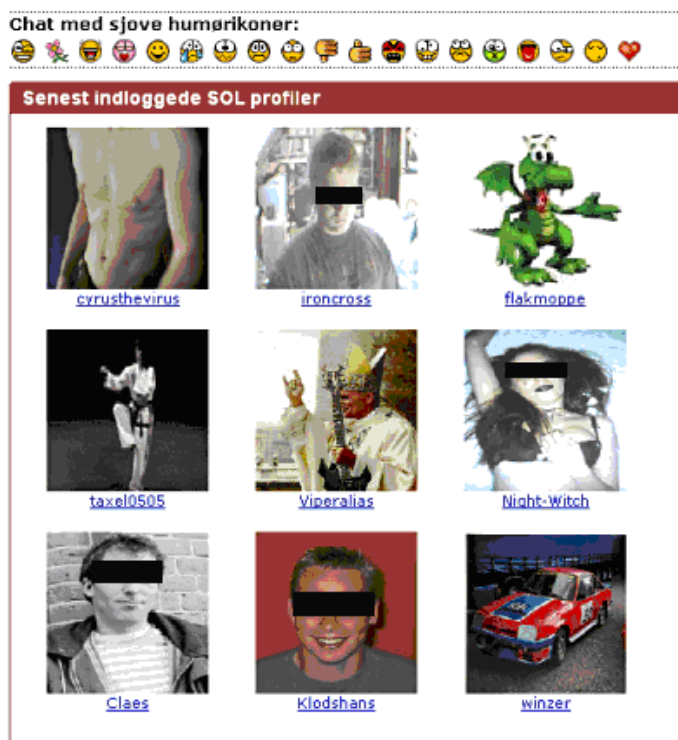 Chat med sjove humørikoner:
Senest indloggede SOL profiler
cyrusthevirus ironcross flakmoppe
taxel0505 Viperalias Night-Witch
Claes Klodshans winzer